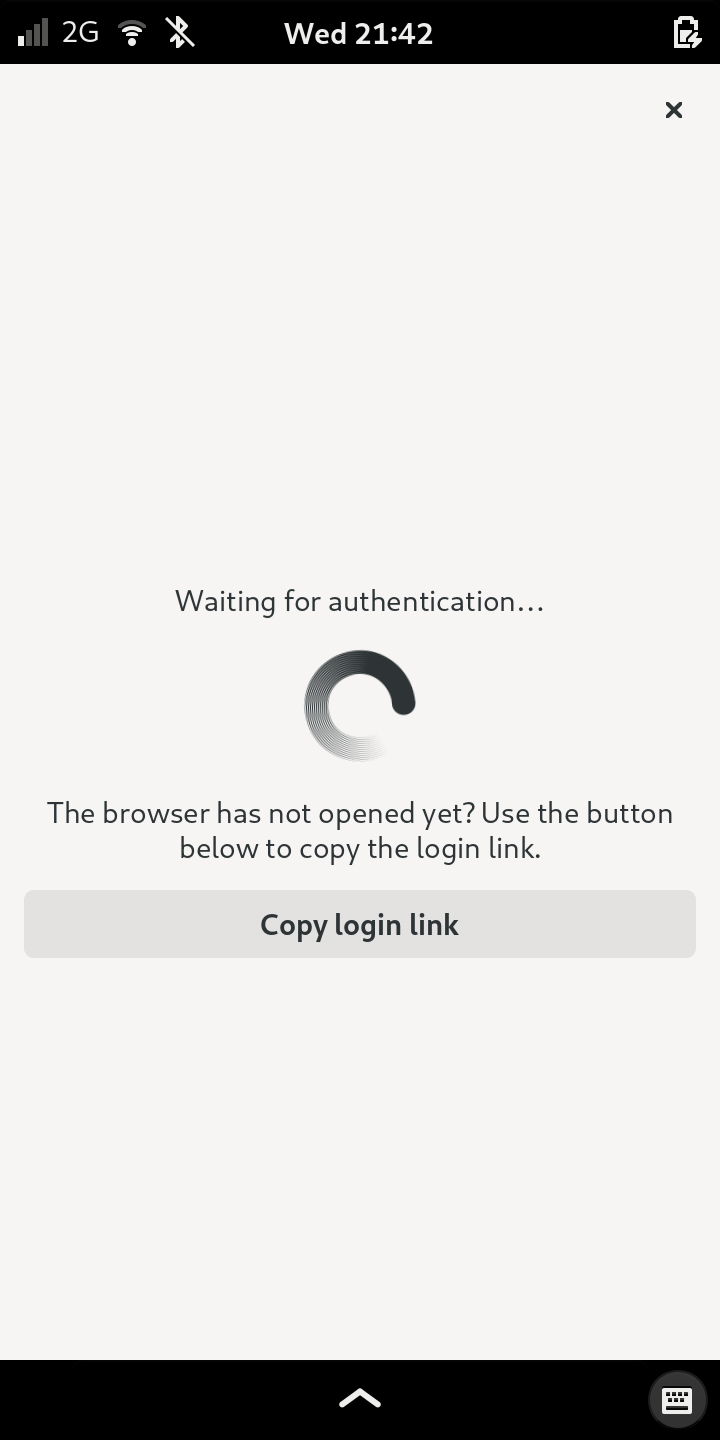 2G Wed 21:42
Waiting for authentication…
The browser has not opened yet? Use the button
below to copy the login link.
Copy login link